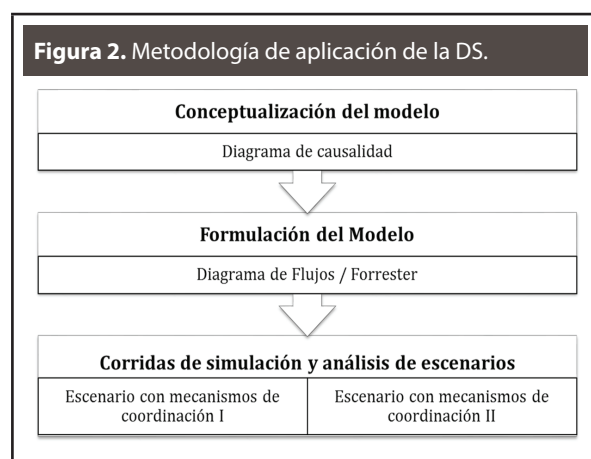 Figura 2. Metodología de aplicación de la DS.
Conceptualización del modelo
Diagrama de causalidad
Formulación del Modelo
Diagrama de Flujos / Forrester
Corridas de simulación y análisis de escenarios
Escenario con mecanismos de
coordinación I
Escenario con mecanismos de
coordinación II